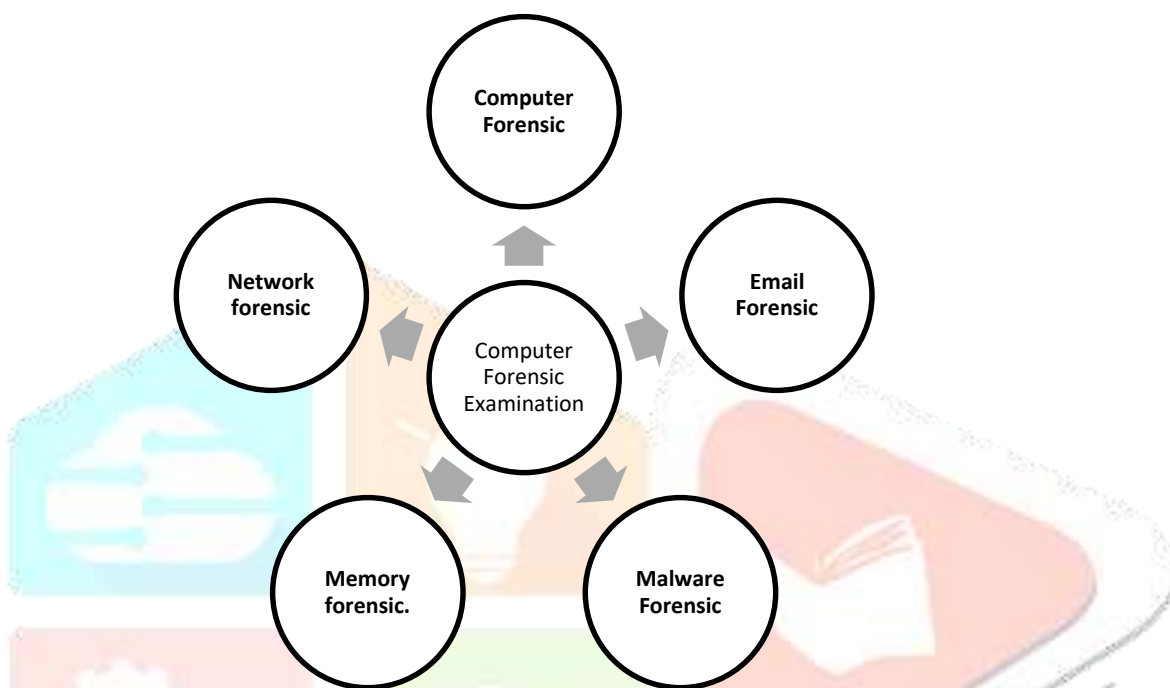 Computer
Forensic
Network
forensic
Email
Forensic
Computer
Forensic
Examination
Memory
forensic.
Malware
Forensic